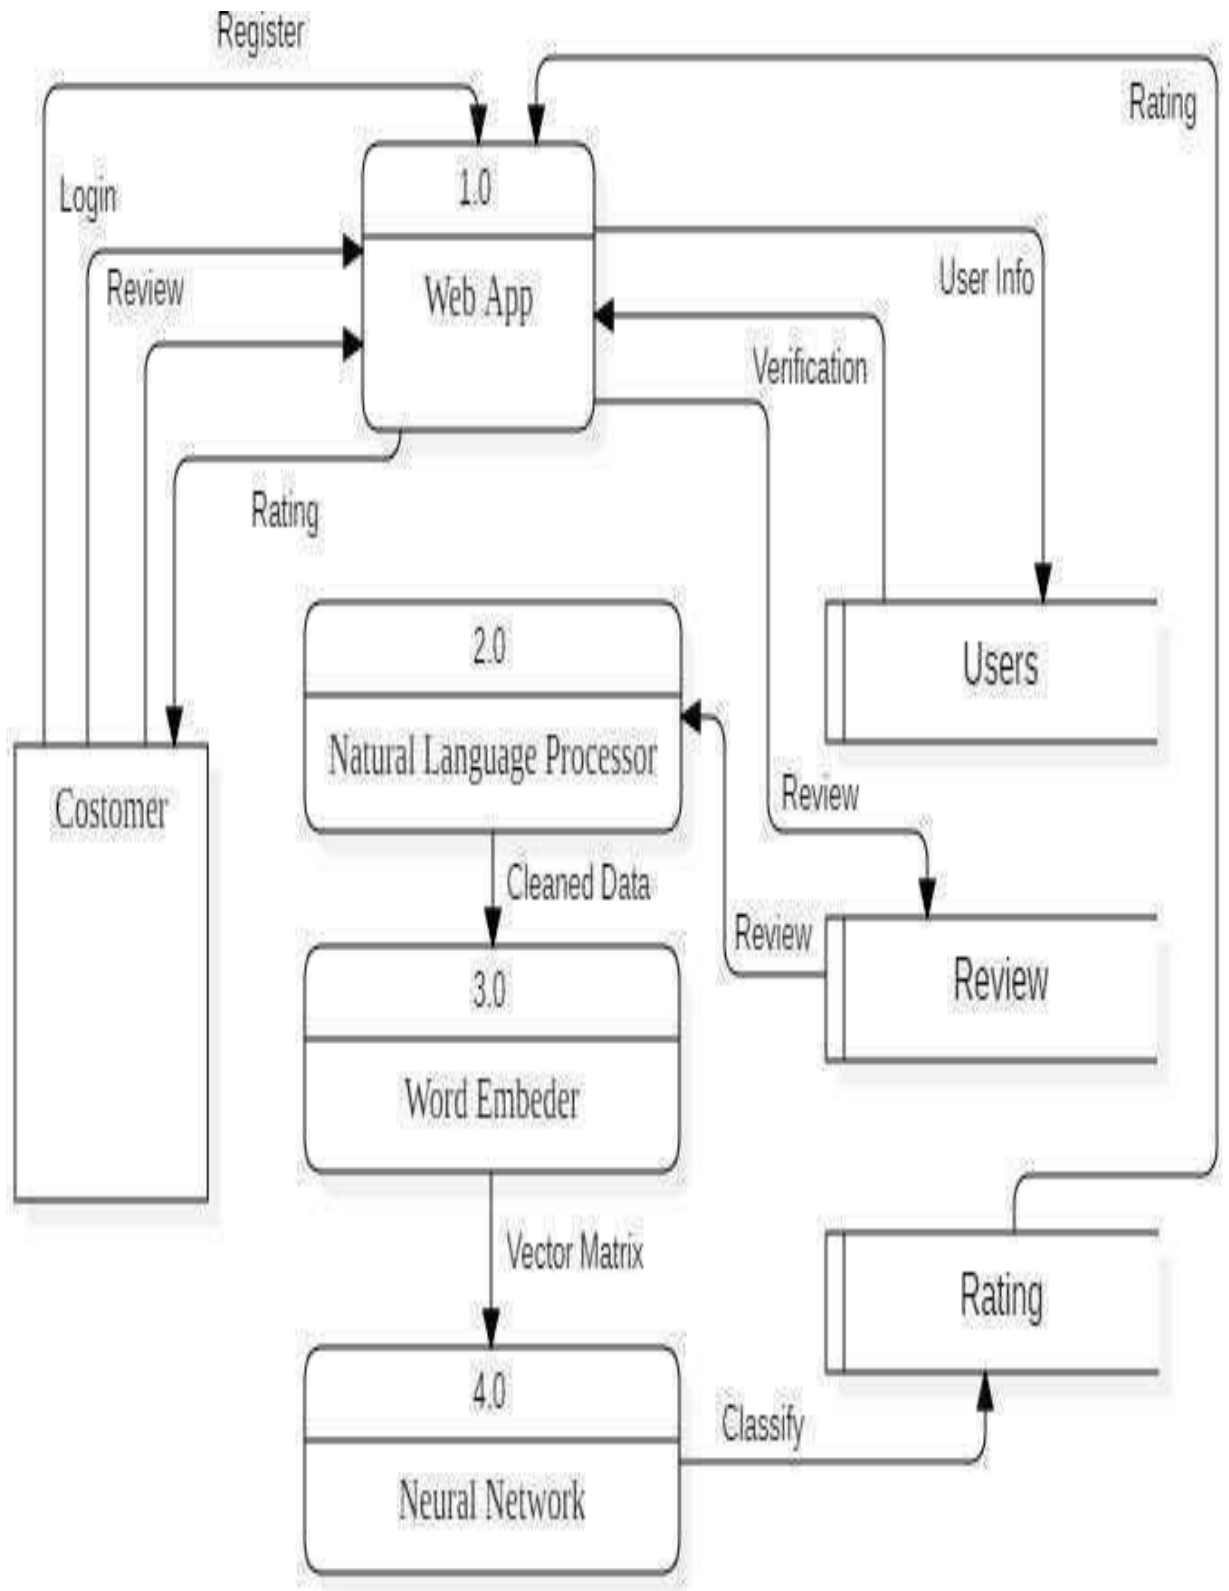 Register
Rating
1.0
Login
Web App
User Info
Review
Verification
Rating
2.0
Users
Natural Language Processor
Costomer
Review
Cleaned Data
Review
Review
3.0
Word Embeder
Vector Matrix
Rating
4.0
Classify
Neural Network